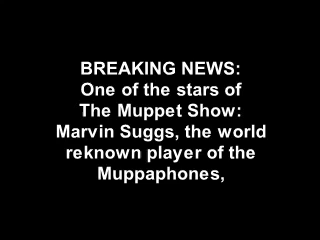 BREAKING NEWS:
One of the stars of
The Muppet Show:
Marvin Suggs, the world
reknown player of the
Muppaphones,